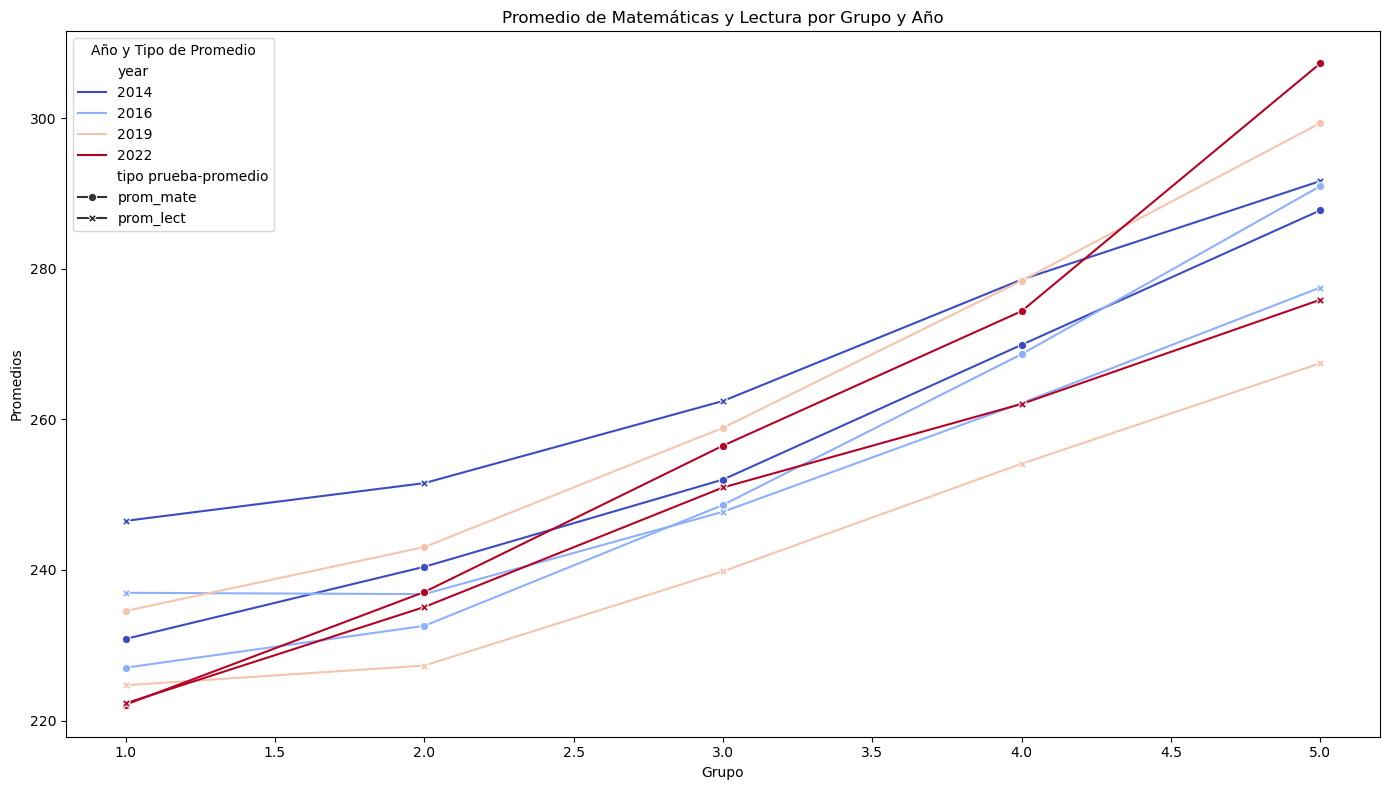 Promedio de Matemáticas y Lectura por Grupo y Año
Año y Tipo de Promedio
year
2014
2016
2019
2022
tipo prueba-promedio
prom_mate
prom_lect
Promedios
300
280
260
240
220
1.0 1.5 2.0 2.5 3.0 3.5 4.0 4.5 5.0
Grupo